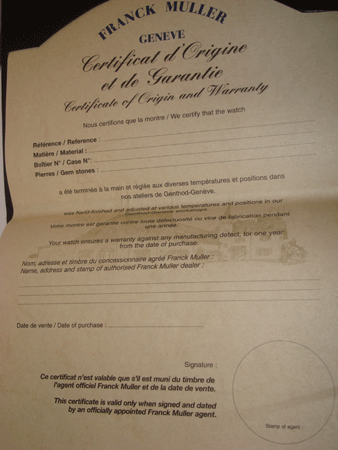 FRANCK MULLER
GENEVE
Certificat d'Origine
et de Garantie
Certificate of Origin and Warranty
Nous certifions que la montre / We certify that the watch
Référence / Reference :
Matière / Material :
Boîtier N° / Case N° :
Pierres / Gem stones :
a été terminée à la main et réglée aux diverses températures et positions dans
nos ateliers de Genthod-Genève.
was hand-finished and adjusted at various temperatures and positions in our
Genthod-Geneva workshops.
Votre montre est garantie contre toute défectuosité ou vice de fabrication pendant
une année.
Your watch ensures a warranty against any manufacturing defect, for one year
from the date of purchase.
Nom, adresse et timbre du concessionnaire agréé Franck Muller :
Name, address and stamp of authorised Franck Muller dealer :
Date de vente / Date of purchase :
Signature :
Ce certificat n'est valable que s'il est muni du timbre de
l'agent officiel Franck Muller et de la date de vente.
This certificate is valid only when signed and dated
by an officially appointed Franck Muller agent.
Stamp of agent :